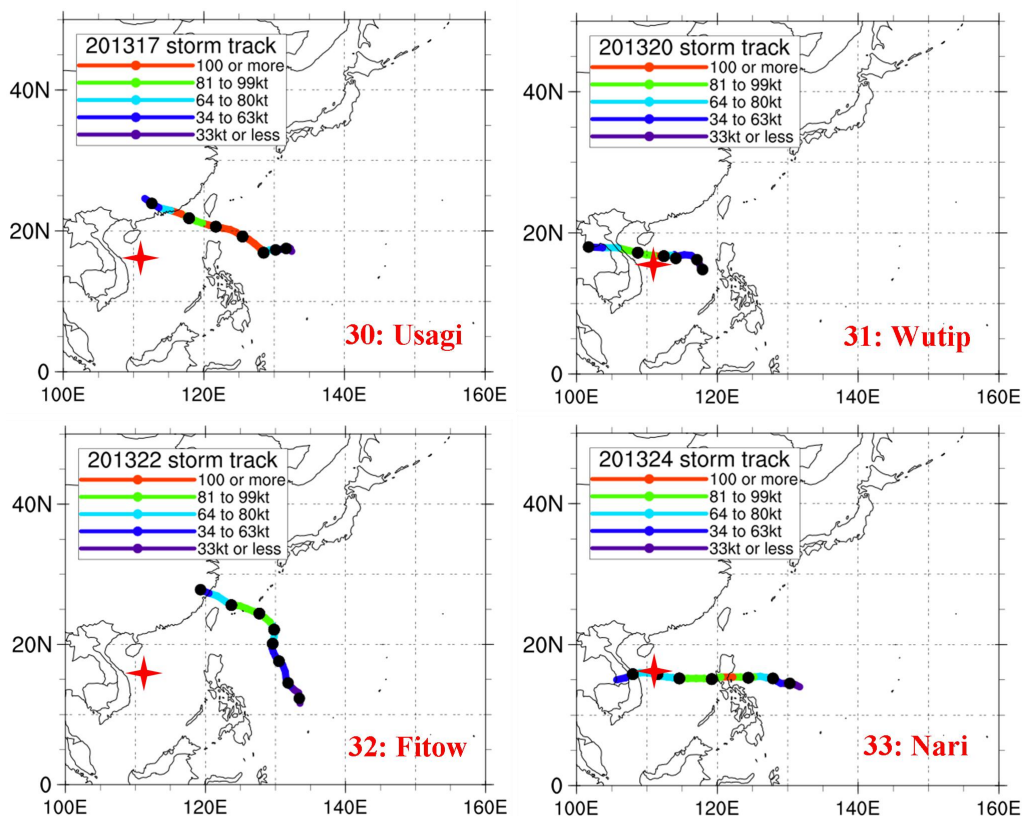 201317 storm track
100 or more
81 to 99kt
64 to 80kt
34 to 63kt
33kt or less
40N
20N
0
100E 120E 140E 160E
30: Usagi
201320 storm track
100 or more
81 to 99kt
64 to 80kt
34 to 63kt
33kt or less
40N
20N
0
100E 120E 140E 160E
31: Wutip
201322 storm track
100 or more
81 to 99kt
64 to 80kt
34 to 63kt
33kt or less
40N
20N
0
100E 120E 140E 160E
32: Fitow
201324 storm track
100 or more
81 to 99kt
64 to 80kt
34 to 63kt
33kt or less
40N
20N
0
100E 120E 140E 160E
33: Nari